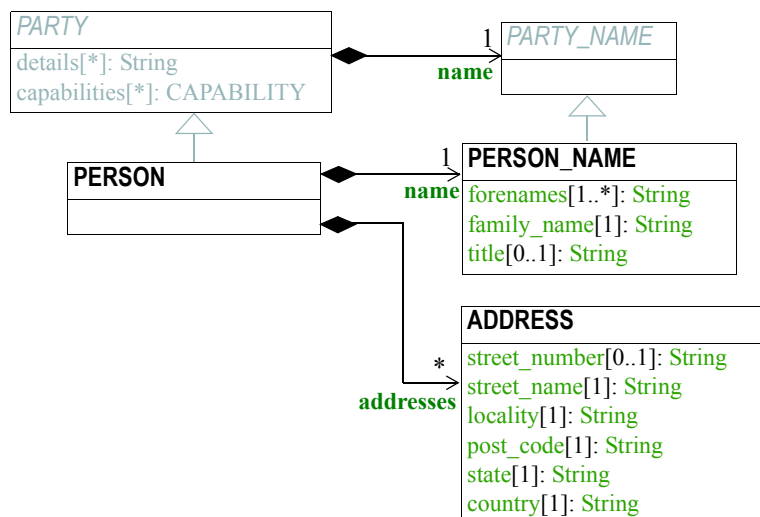 PARTY
details[*]: String
capabilities[*]: CAPABILITY
1
name
PARTY_NAME
PERSON
1
name
PERSON_NAME
forenames[1..*]: String
family_name[1]: String
title[0..1]: String
*
addresses
ADDRESS
street_number[0..1]: String
street_name[1]: String
locality[1]: String
post_code[1]: String
state[1]: String
country[1]: String